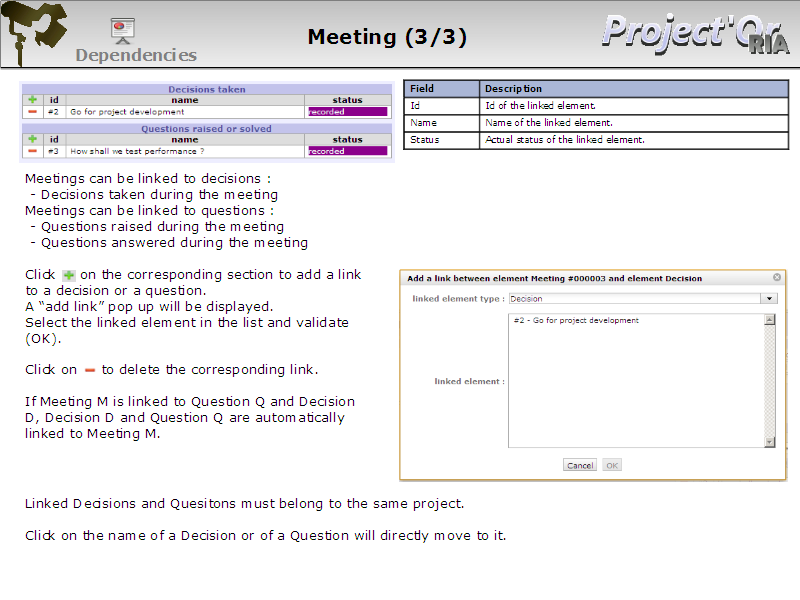 Meeting (3/3)
Project'Or
RIA
Dependencies
Decisions taken
id name status
#2 Go for project development recorded
Questions raised or solved
id name status
#3 How shall we test performance ? recorded
Field Description
Id Id of the linked element.
Name Name of the linked element.
Status Actual status of the linked element.
Meetings can be linked to decisions :
- Decisions taken during the meeting
Meetings can be linked to questions :
- Questions raised during the meeting
- Questions answered during the meeting
Click on the corresponding section to add a link
to a decision or a question.
A “add link” pop up will be displayed.
Select the linked element in the list and validate
(OK).
Click on to delete the corresponding link.
If Meeting M is linked to Question Q and Decision
D, Decision D and Question Q are automatically
linked to Meeting M.
Add a link between element Meeting #000003 and element Decision
linked element type : Decision
#2 - Go for project development
linked element :
Cancel OK
Linked Decisions and Quesitons must belong to the same project.
Click on the name of a Decision or of a Question will directly move to it.